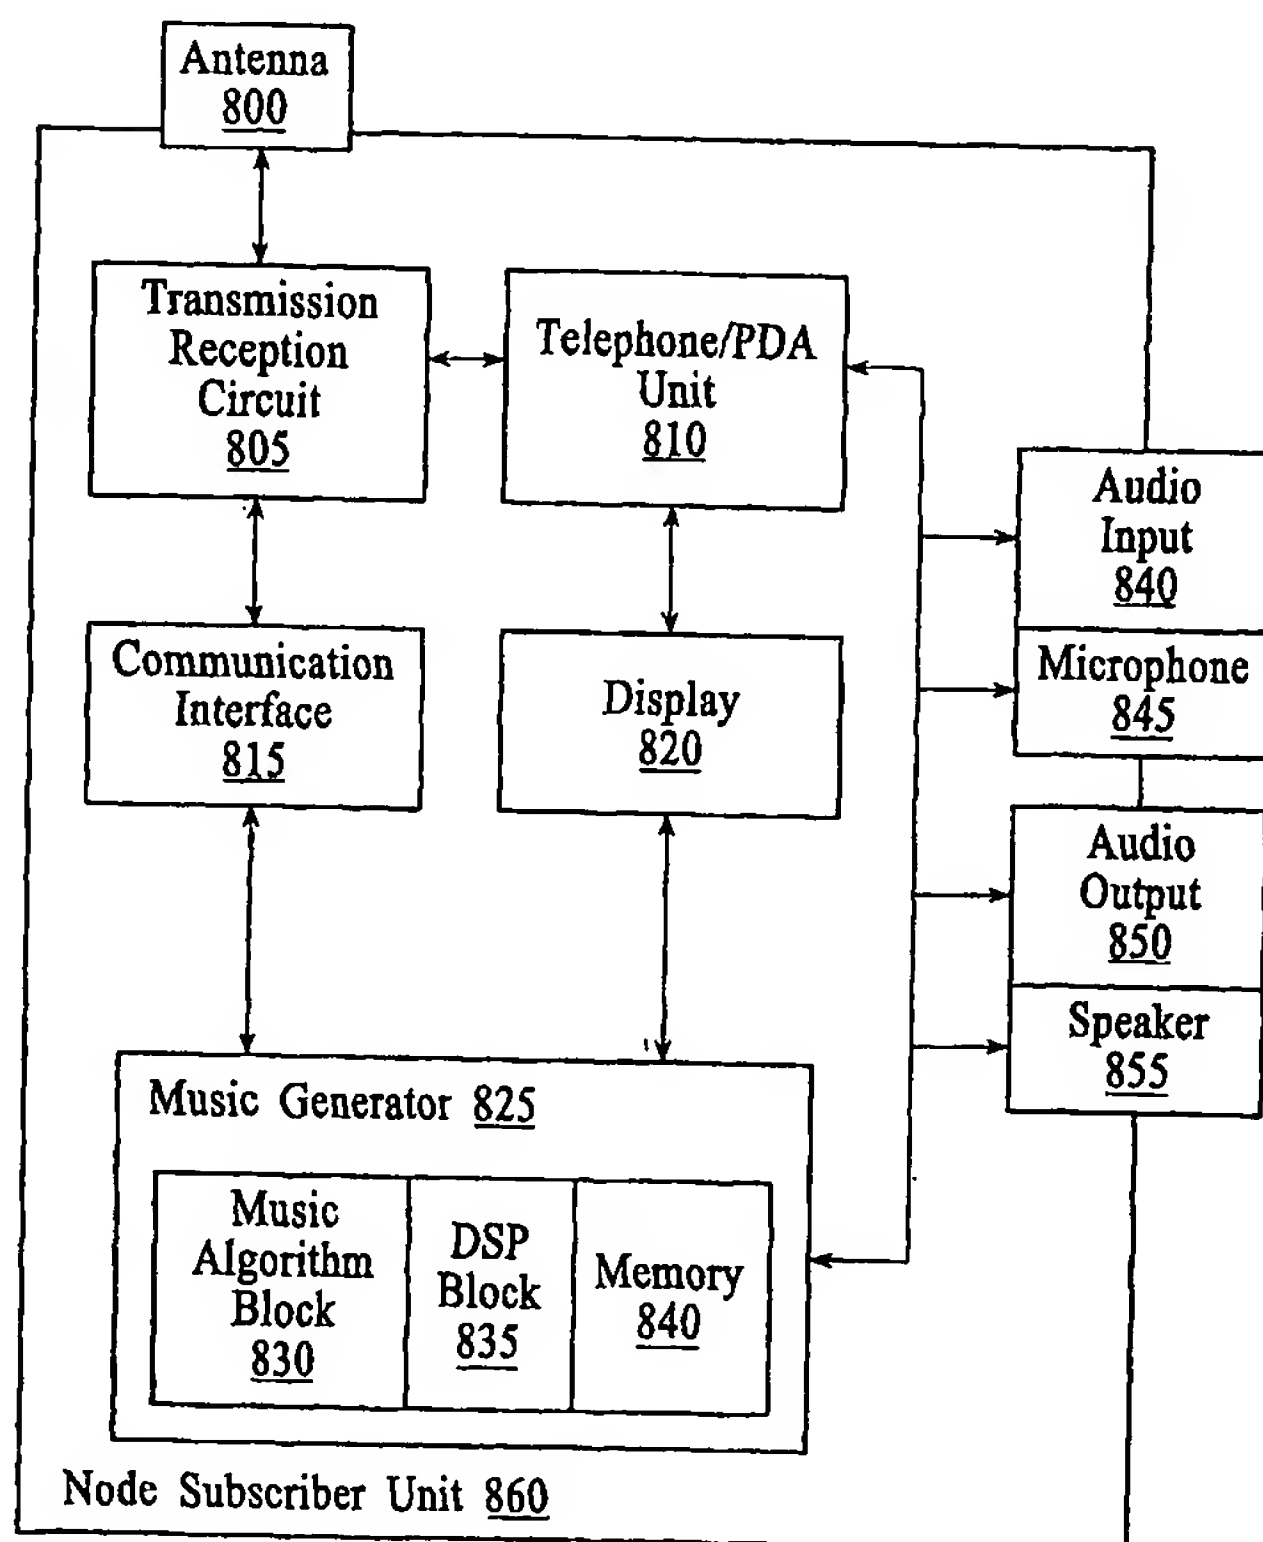 Antenna
800
Transmission
Reception
Circuit
805
Telephone/PDA
Unit
810
Audio
Input
840
Communication
Interface
815
Display
820
Microphone
845
Audio
Output
850
Speaker
855
Music Generator 825
Music
Algorithm
Block
830
DSP
Block
835
Memory
840
Node Subscriber Unit 860